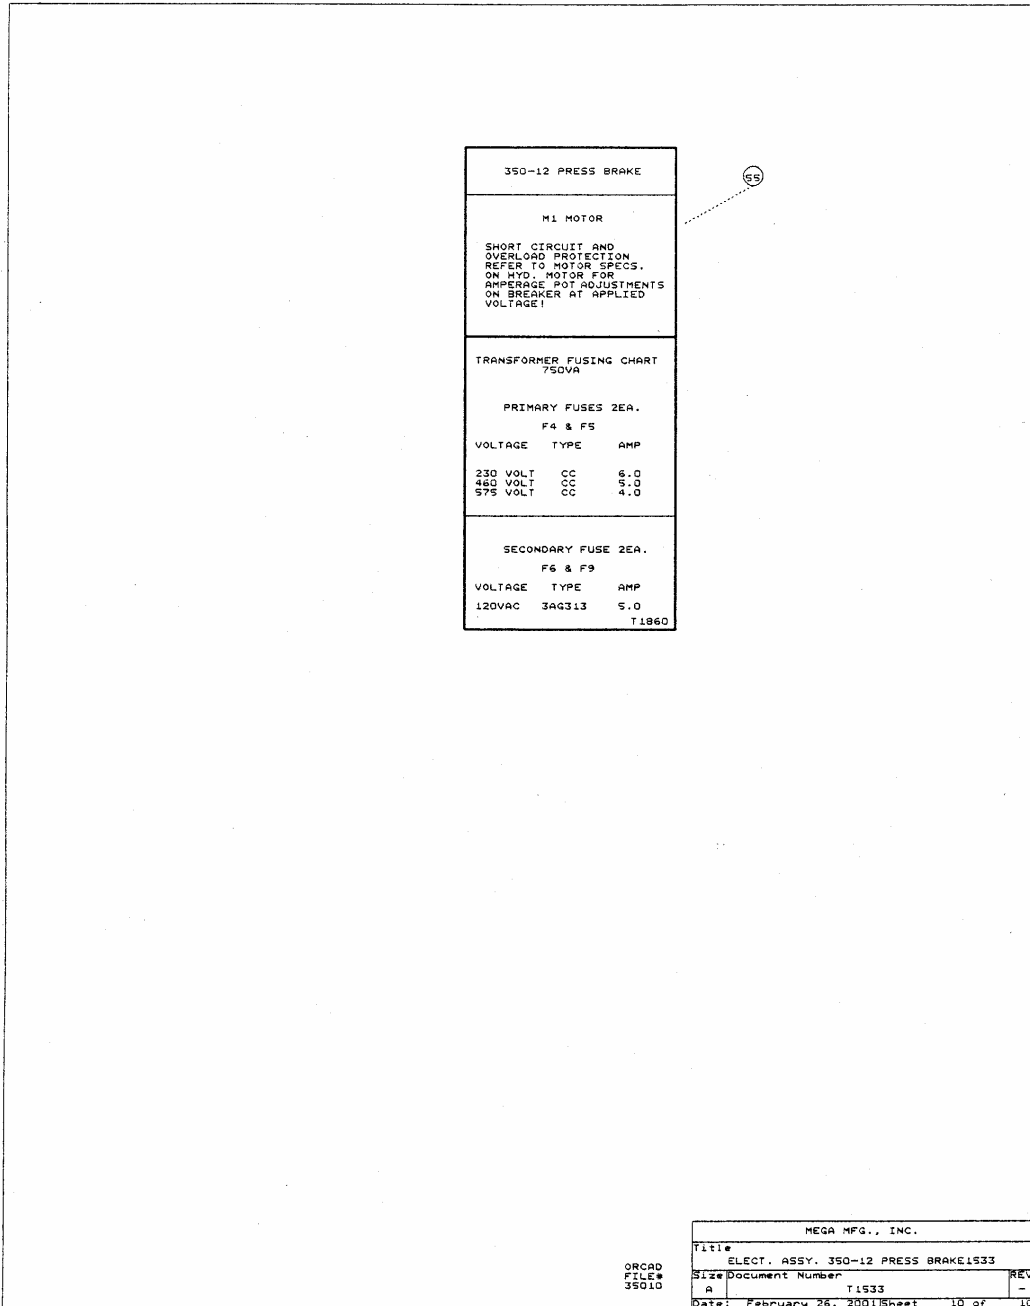 350-12 PRESS BRAKE
55
M1 MOTOR
SHORT CIRCUIT AND
OVERLOAD PROTECTION
REFER TO MOTOR SPECS.
ON HYD. MOTOR FOR
AMPERAGE POT ADJUSTMENTS
ON BREAKER AT APPLIED
VOLTAGE!
TRANSFORMER FUSING CHART
750VA
PRIMARY FUSES 2EA.
F4 & F5
VOLTAGE TYPE AMP
230 VOLT CC 6.0
460 VOLT CC 5.0
575 VOLT CC 4.0
SECONDARY FUSE 2EA.
F6 & F9
VOLTAGE TYPE AMP
120VAC 3AG313 5.0
T1860
MEGA MFG., INC.
Title
ELECT. ASSY. 350-12 PRESS BRAKE1533
Size Document Number REV
A T1533 -
Date: February 26, 2001 Sheet 10 of 10
ORCAD
FILE#
35010